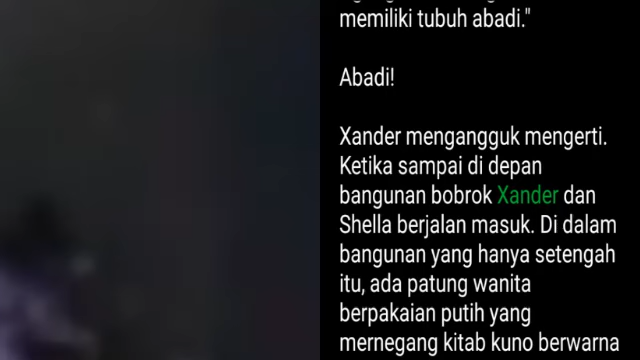 memiliki tubuh abadi."
Abadi!
Xander mengangguk mengerti.
Ketika sampai di depan
bangunan bobrok Xander dan
Shella berjalan masuk. Di dalam
bangunan yang hanya setengah
itu, ada patung wanita
berpakaian putih yang
mernegang kitab kuno berwarna